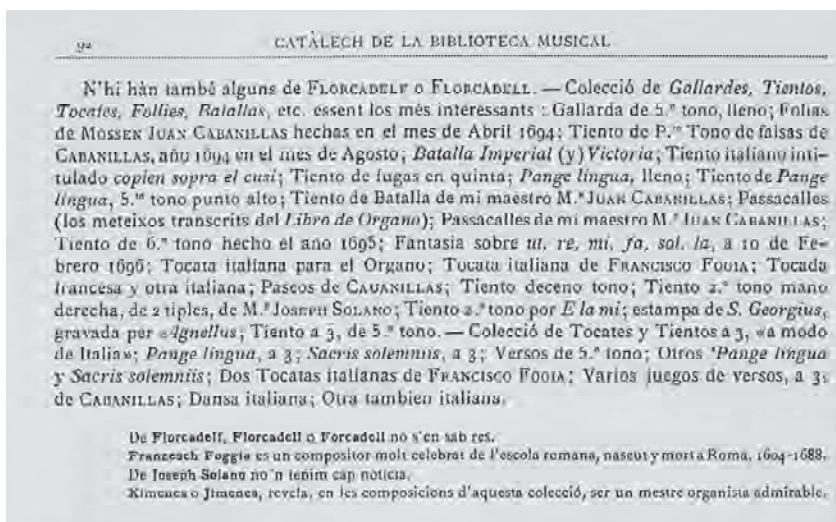 92 CATÀLECH DE LA BIBLIOTECA MUSICAL
N'hi hàn també alguns de FLORCADELF o FLORCADELL. — Colecció de Gallardes, Tientos,
Tocates, Follies, Batallas, etc. essent los més interessants : Gallarda de 5.º tono, lleno; Folias
de MOSSEN JUAN CABANILLAS hechas en el mes de Abril 1694; Tiento de P.ᵐ Tono de falsas de
CABANILLAS, año 1694 en el mes de Agosto; Batalla Imperial (y) Victoria; Tiento italiano inti-
tulado copien sopra el cusi; Tiento de fugas en quinta; Pange lingua, lleno; Tiento de Pange
lingua, 5.ᵐ tono punto alto; Tiento de Batalla de mi maestro M.º JUAN CABANILLAS; Passacalles
(los meteixos transcrits del Libro de Organo); Passacalles de mi maestro M.º JUAN CABANILLAS;
Tiento de 6.º tono hecho el año 1695; Fantasia sobre ut, re, mi, fa, sol, la, a 10 de Fe-
brero 1696; Tocata italiana para el Organo; Tocata italiana de FRANCISCO FOGIA; Tocada
francesa y otra italiana; Paseos de CAVANILLAS; Tiento deceno tono; Tiento 2.º tono mano
derecha, de 2 tiples, de M.º JOSEPH SOLANO; Tiento 2.º tono por E la mi; estampa de S. Georgius,
gravada per «Agnellus; Tiento a 3, de 5.º tono. — Colecció de Tocates y Tientos a 3, «a modo
de Italia»; Pange lingua, a 3; Sacris solemniis, a 3; Versos de 5.º tono; Otros Pange lingua
y Sacris solemniis; Dos Tocatas italianas de FRANCISCO FOGIA; Varios juegos de versos, a 3,
de CABANILLAS; Dansa italiana; Otra tambien italiana.
De Florcadelf, Florcadell o Forcadell no s'en sab res.
Francesch Foggia es un compositor molt celebrat de l'escola romana, nascut y mort a Roma, 1604-1688.
De Joseph Solano no'n tenim cap noticia.
Ximenes o Jimenes, revela, en les composicions d'aquesta colecció, ser un mestre organista admirable.